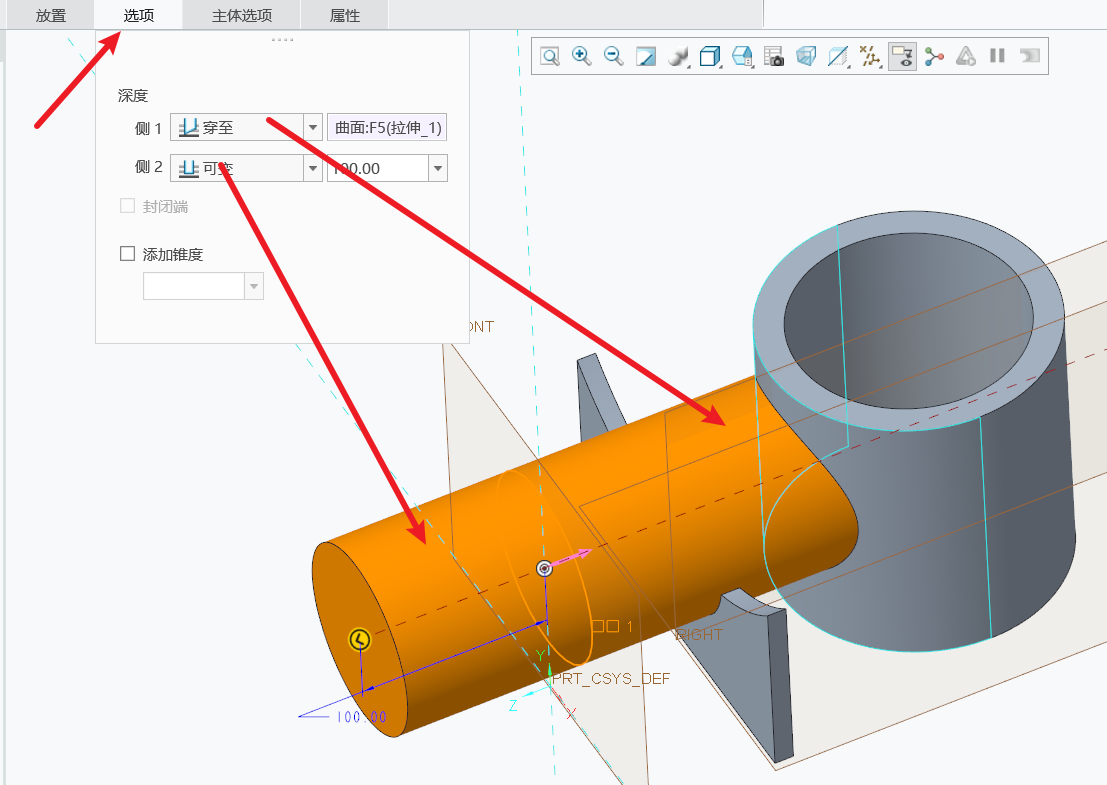 放置 选项 主体选项 属性
深度
侧 1 穿至 曲面:F5(拉伸_1)
侧 2 可变 100.00
封闭端
添加锥度
ONT
1
RIGHT
Y
PRT_CSYS_DEF
Z
X
100.00